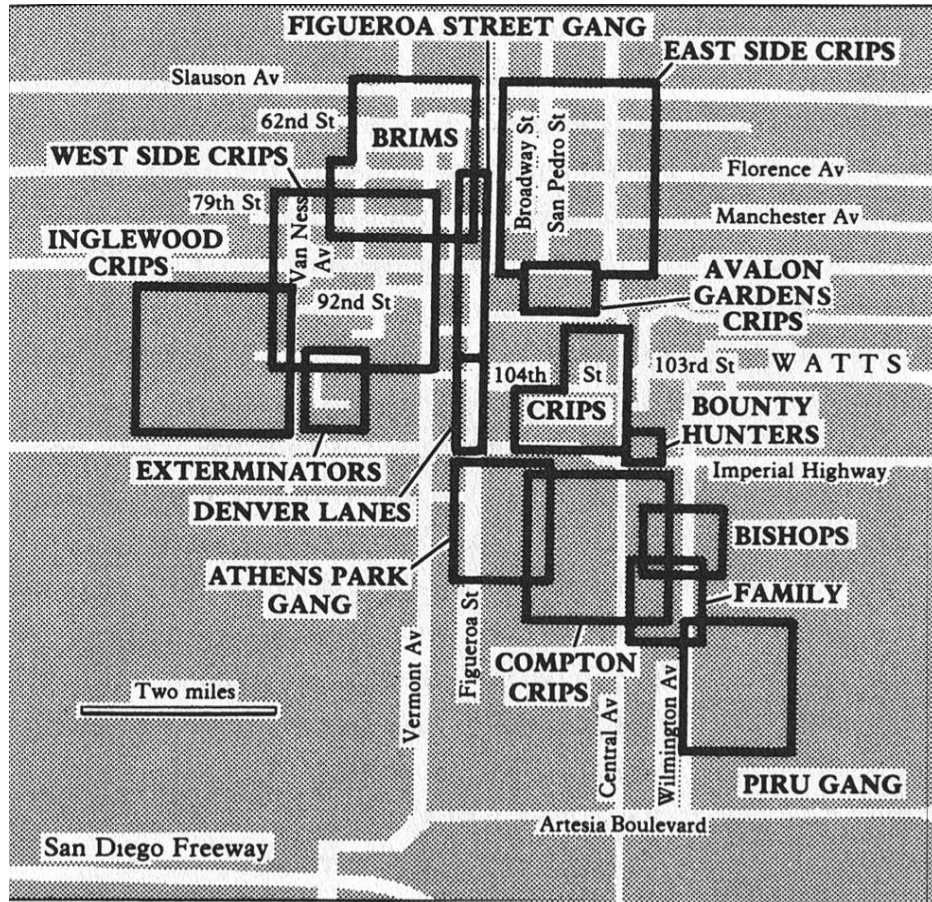 FIGUEROA STREET GANG
EAST SIDE CRIPS
Slauson Av
62nd St
BRIMS
WEST SIDE CRIPS
Broadway St
San Pedro St
Florence Av
79th St
Manchester Av
INGLEWOOD
CRIPS
Van Ness
Av
92nd St
AVALON
GARDENS
CRIPS
104th St
103rd St
WATTS
CRIPS
BOUNTY
HUNTERS
EXTERMINATORS
Imperial Highway
DENVER LANES
BISHOPS
ATHENS PARK
GANG
FAMILY
Figueroa St
COMPTON
CRIPS
Two miles
Vermont Av
Central Av
Wilmington Av
PIRU GANG
Artesia Boulevard
San Diego Freeway